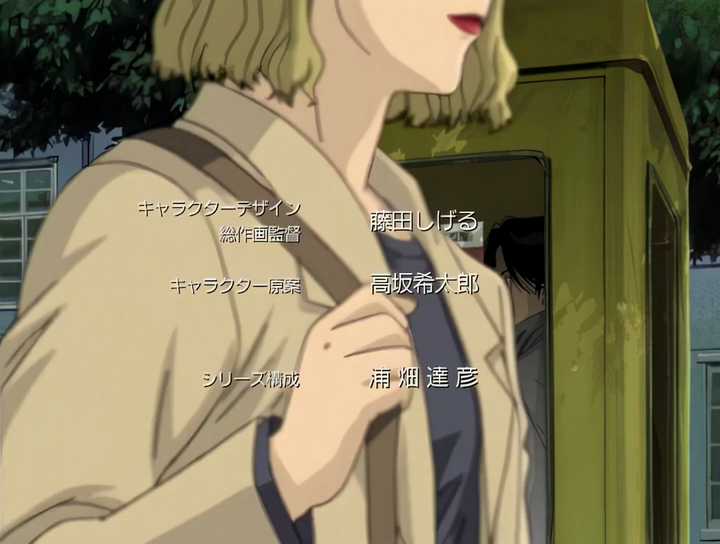 キャラクターデザイン
総作画監督
藤田しげる
キャラクター原案
高坂希太郎
シリーズ構成
浦畑達彦